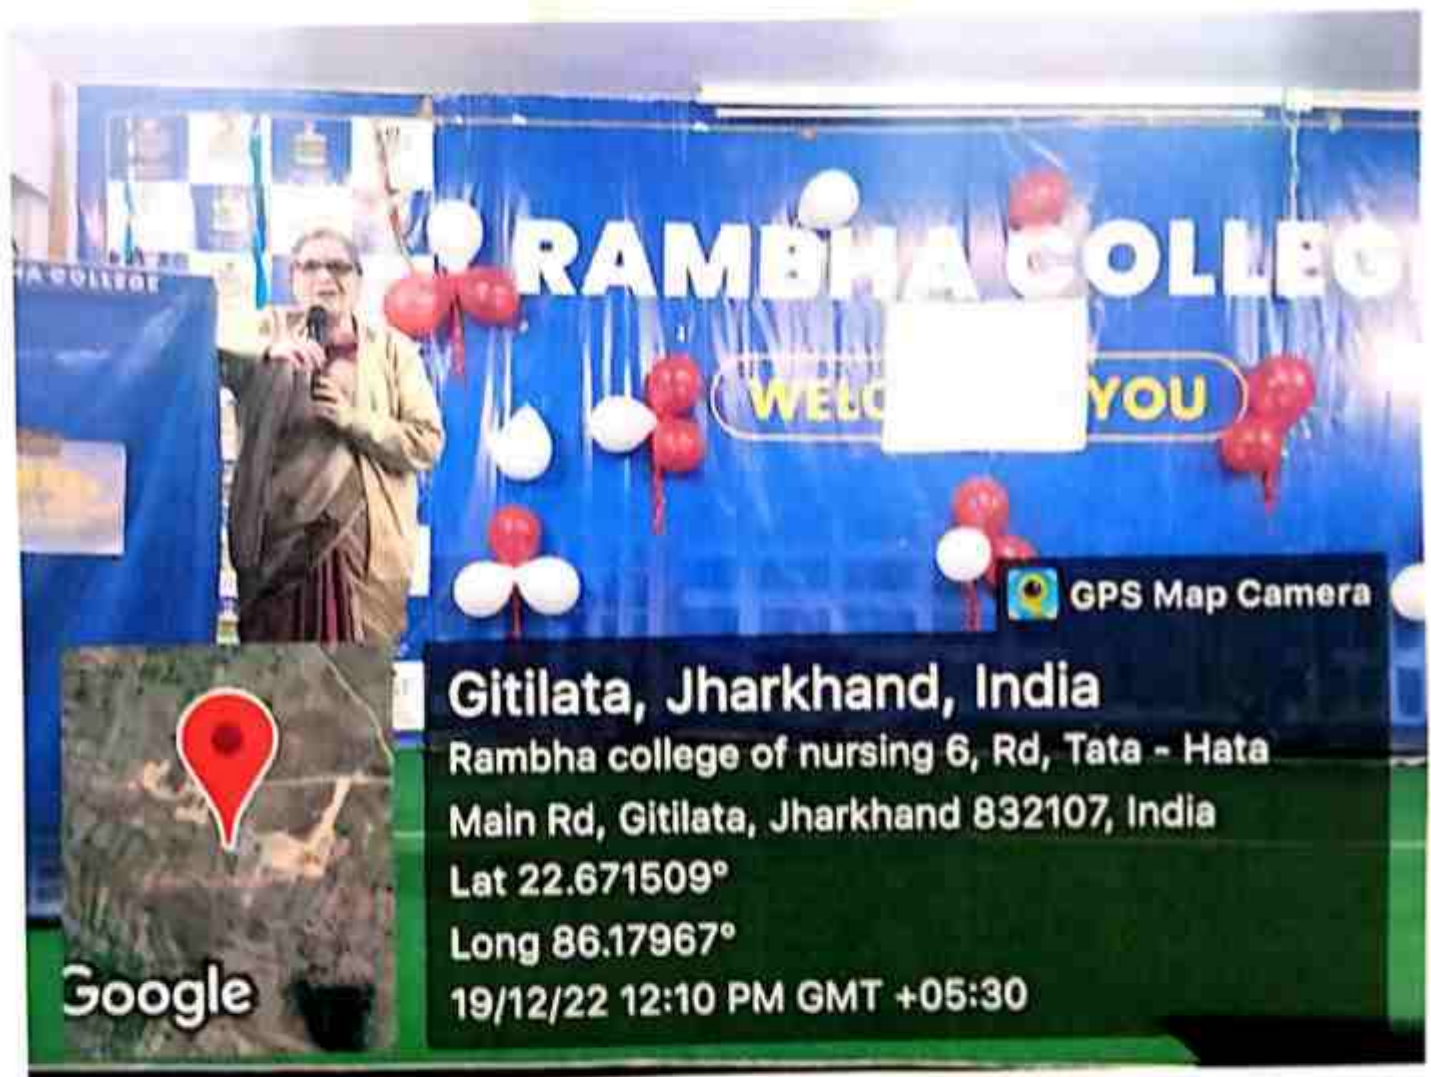 HA COLLEGE
RAMBHA COLLEG
WELC YOU
GPS Map Camera
Gitilata, Jharkhand, India
Rambha college of nursing 6, Rd, Tata - Hata
Main Rd, Gitilata, Jharkhand 832107, India
Lat 22.671509°
Long 86.17967°
19/12/22 12:10 PM GMT +05:30
Google